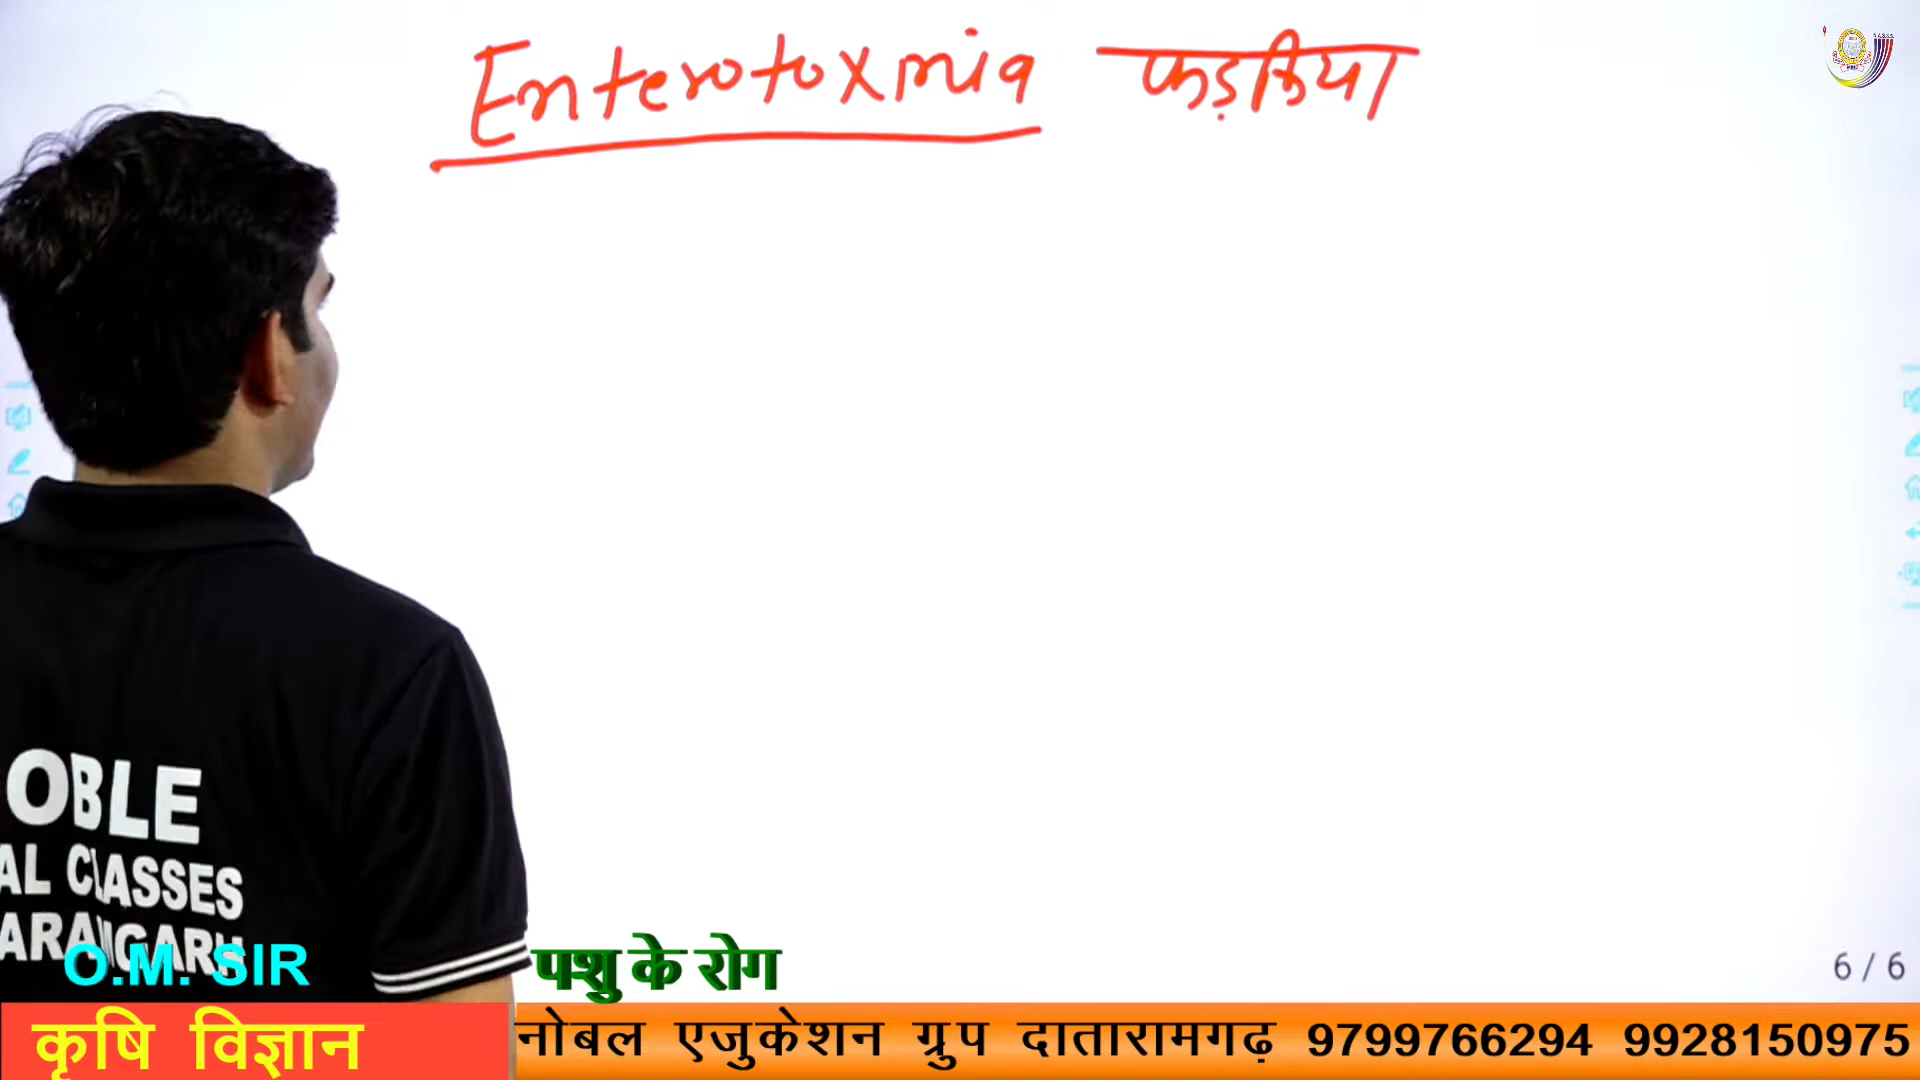 Enterotoxmia फड़किया
OBLE
AL CLASSES
O.M. SIR
पशु के रोग
6 / 6
कृषि विज्ञान
नोबल एजुकेशन ग्रुप दातारामगढ़ 9799766294 9928150975